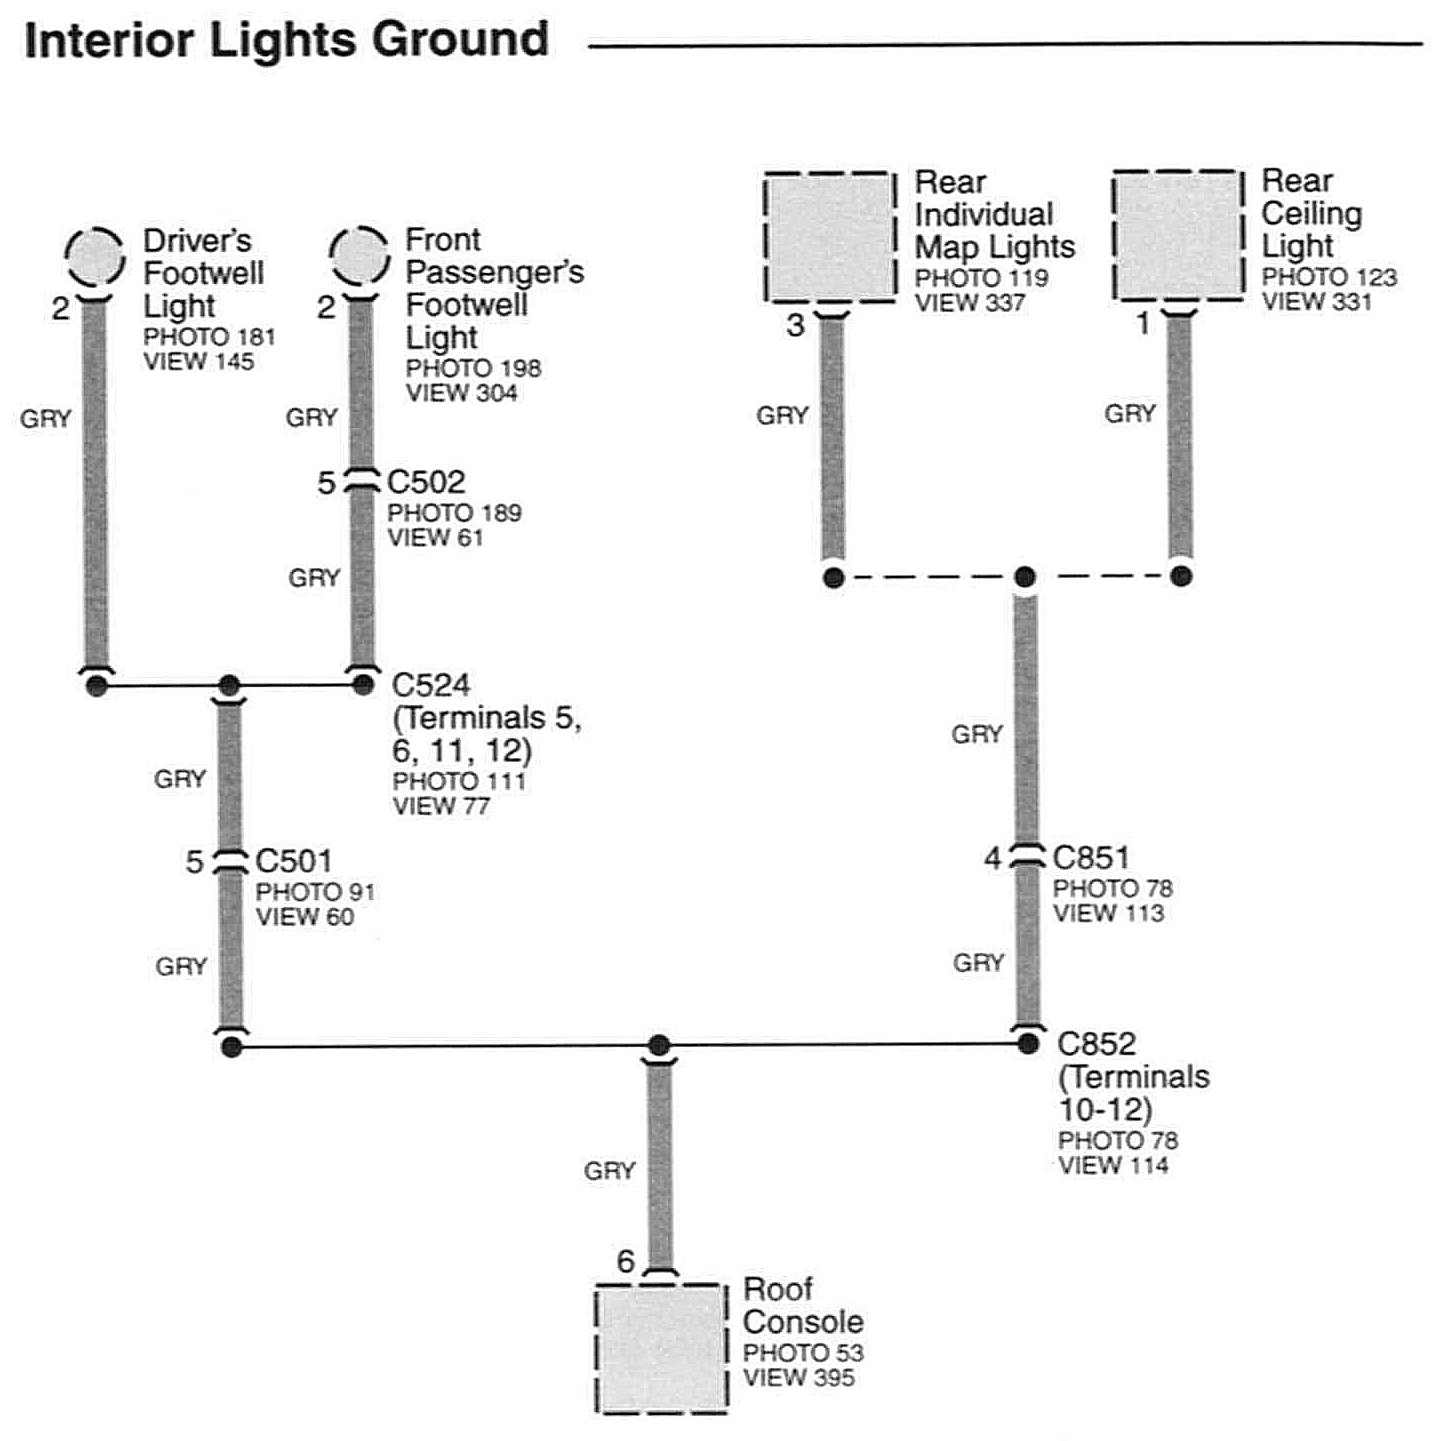 Interior Lights Ground
Driver's
Footwell
Light
PHOTO 181
VIEW 145
2
GRY
Front
Passenger's
Footwell
Light
PHOTO 198
VIEW 304
2
GRY
5
C502
PHOTO 189
VIEW 61
GRY
C524
(Terminals 5,
6, 11, 12)
PHOTO 111
VIEW 77
GRY
5
C501
PHOTO 91
VIEW 60
GRY
Rear
Individual
Map Lights
PHOTO 119
VIEW 337
3
GRY
Rear
Ceiling
Light
PHOTO 123
VIEW 331
1
GRY
GRY
4
C851
PHOTO 78
VIEW 113
GRY
C852
(Terminals
10-12)
PHOTO 78
VIEW 114
GRY
6
Roof
Console
PHOTO 53
VIEW 395